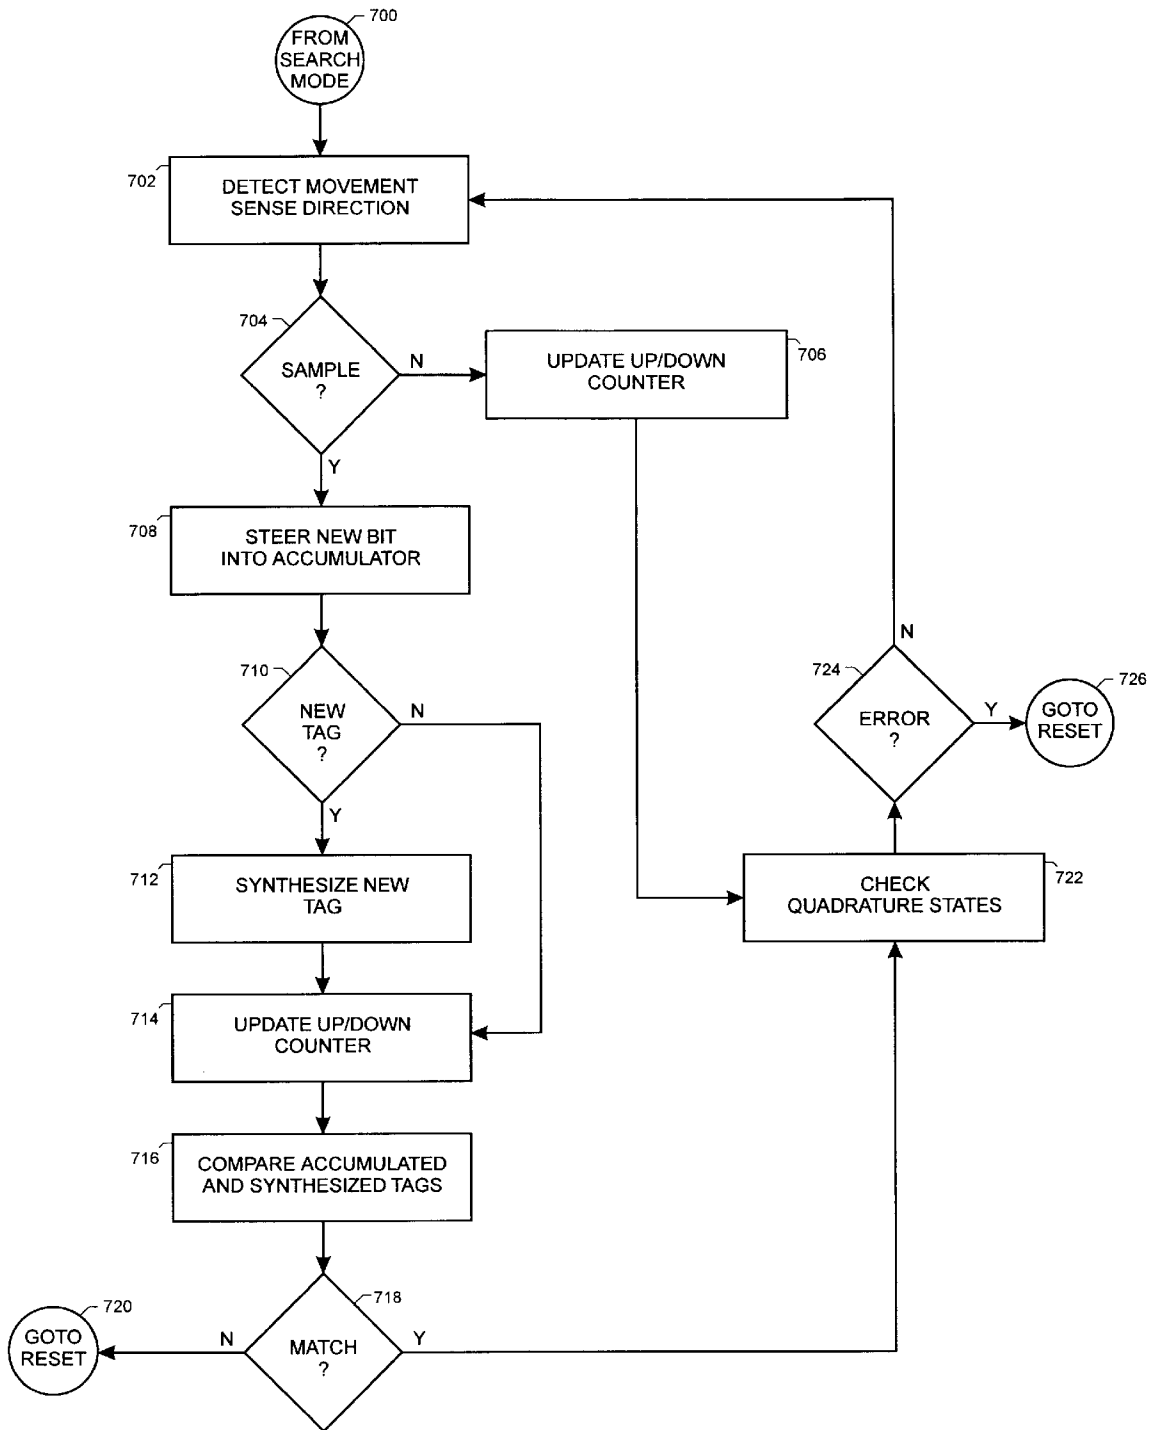 700
FROM
SEARCH
MODE
702
DETECT MOVEMENT
SENSE DIRECTION
704
SAMPLE
?
N
Y
UPDATE UP/DOWN
COUNTER
706
708
STEER NEW BIT
INTO ACCUMULATOR
710
NEW
TAG
?
N
Y
712
SYNTHESIZE NEW
TAG
714
UPDATE UP/DOWN
COUNTER
716
COMPARE ACCUMULATED
AND SYNTHESIZED TAGS
718
MATCH
?
N
Y
720
GOTO
RESET
722
CHECK
QUADRATURE STATES
724
ERROR
?
N
Y
726
GOTO
RESET